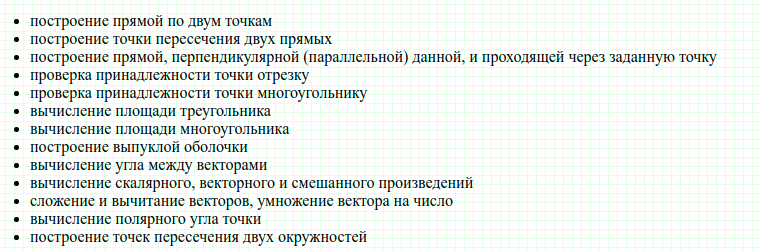 построение прямой по двум точкам
построение точки пересечения двух прямых
построение прямой, перпендикулярной (параллельной) данной, и проходящей через заданную точку
проверка принадлежности точки отрезку
проверка принадлежности точки многоугольнику
вычисление площади треугольника
вычисление площади многоугольника
построение выпуклой оболочки
вычисление угла между векторами
вычисление скалярного, векторного и смешанного произведений
сложение и вычитание векторов, умножение вектора на число
вычисление полярного угла точки
построение точек пересечения двух окружностей